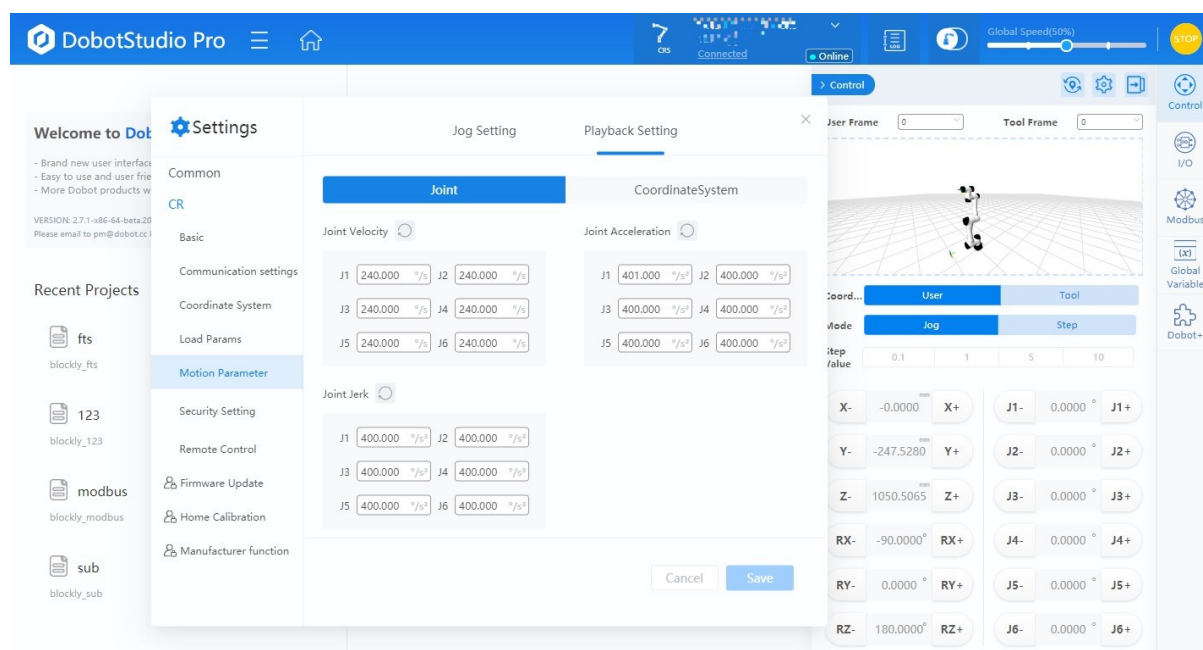 DobotStudio Pro
CR5
Connected
Online
LOG
Global Speed(50%)
STOP
Welcome to Dob
- Brand new user interface
- Easy to use and user frie
- More Dobot products w
VERSION: 2.7.1-x86-64-beta.20
Please email to pm@dobot.cc
Recent Projects
fts
blockly_fts
123
blockly_123
modbus
blockly_modbus
sub
blockly_sub
Settings
Common
CR
Basic
Communication settings
Coordinate System
Load Params
Motion Parameter
Security Setting
Remote Control
Firmware Update
Home Calibration
Manufacturer function
Jog Setting Playback Setting
Joint CoordinateSystem
Joint Velocity
J1 240.000 °/s J2 240.000 °/s
J3 240.000 °/s J4 240.000 °/s
J5 240.000 °/s J6 240.000 °/s
Joint Acceleration
J1 401.000 °/s² J2 400.000 °/s²
J3 400.000 °/s² J4 400.000 °/s²
J5 400.000 °/s² J6 400.000 °/s²
Joint Jerk
J1 400.000 °/s³ J2 400.000 °/s³
J3 400.000 °/s³ J4 400.000 °/s³
J5 400.000 °/s³ J6 400.000 °/s³
Cancel Save
> Control
User Frame 0 Tool Frame 0
Coord... User Tool
Mode Jog Step
Step Value 0.1 1 5 10
X- -0.0000 mm X+ J1- 0.0000 ° J1+
Y- -247.5280 mm Y+ J2- 0.0000 ° J2+
Z- 1050.5065 mm Z+ J3- 0.0000 ° J3+
RX- -90.0000° RX+ J4- 0.0000 ° J4+
RY- 0.0000 ° RY+ J5- 0.0000 ° J5+
RZ- 180.0000° RZ+ J6- 0.0000 ° J6+
Control
I/O
Modbus
(x)
Global
Variable
Dobot+